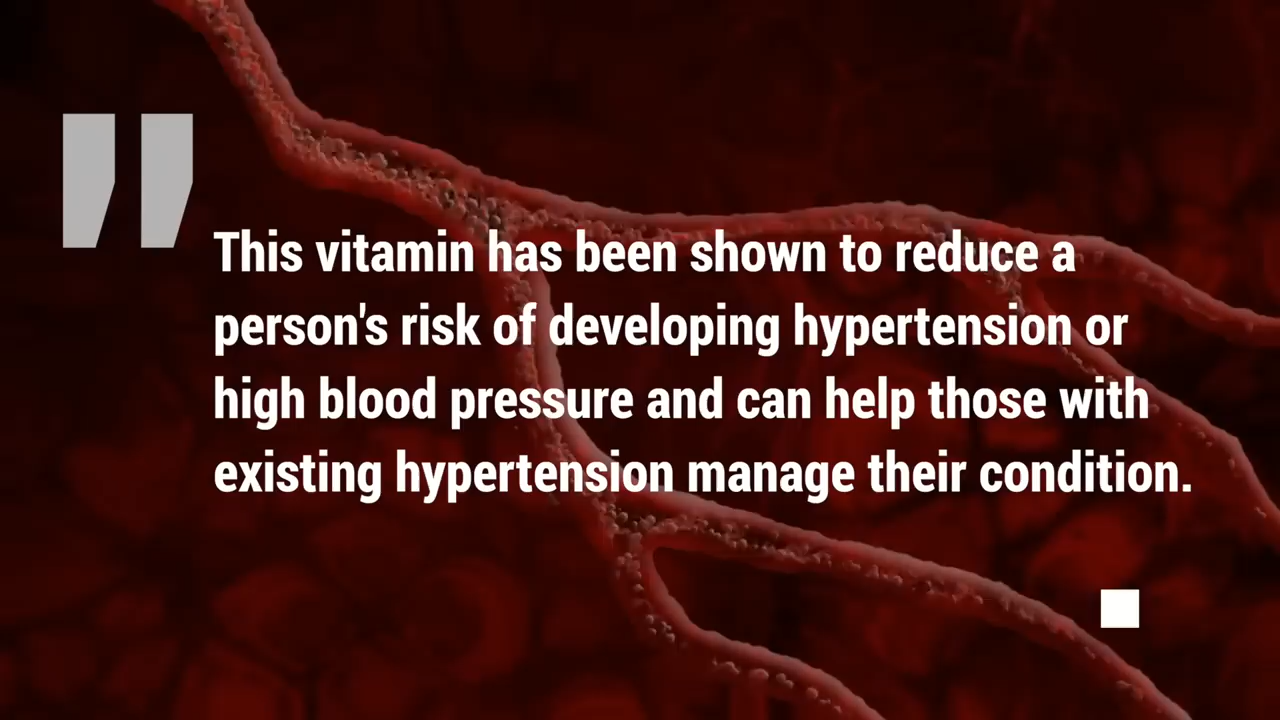 "
This vitamin has been shown to reduce a
person's risk of developing hypertension or
high blood pressure and can help those with
existing hypertension manage their condition.